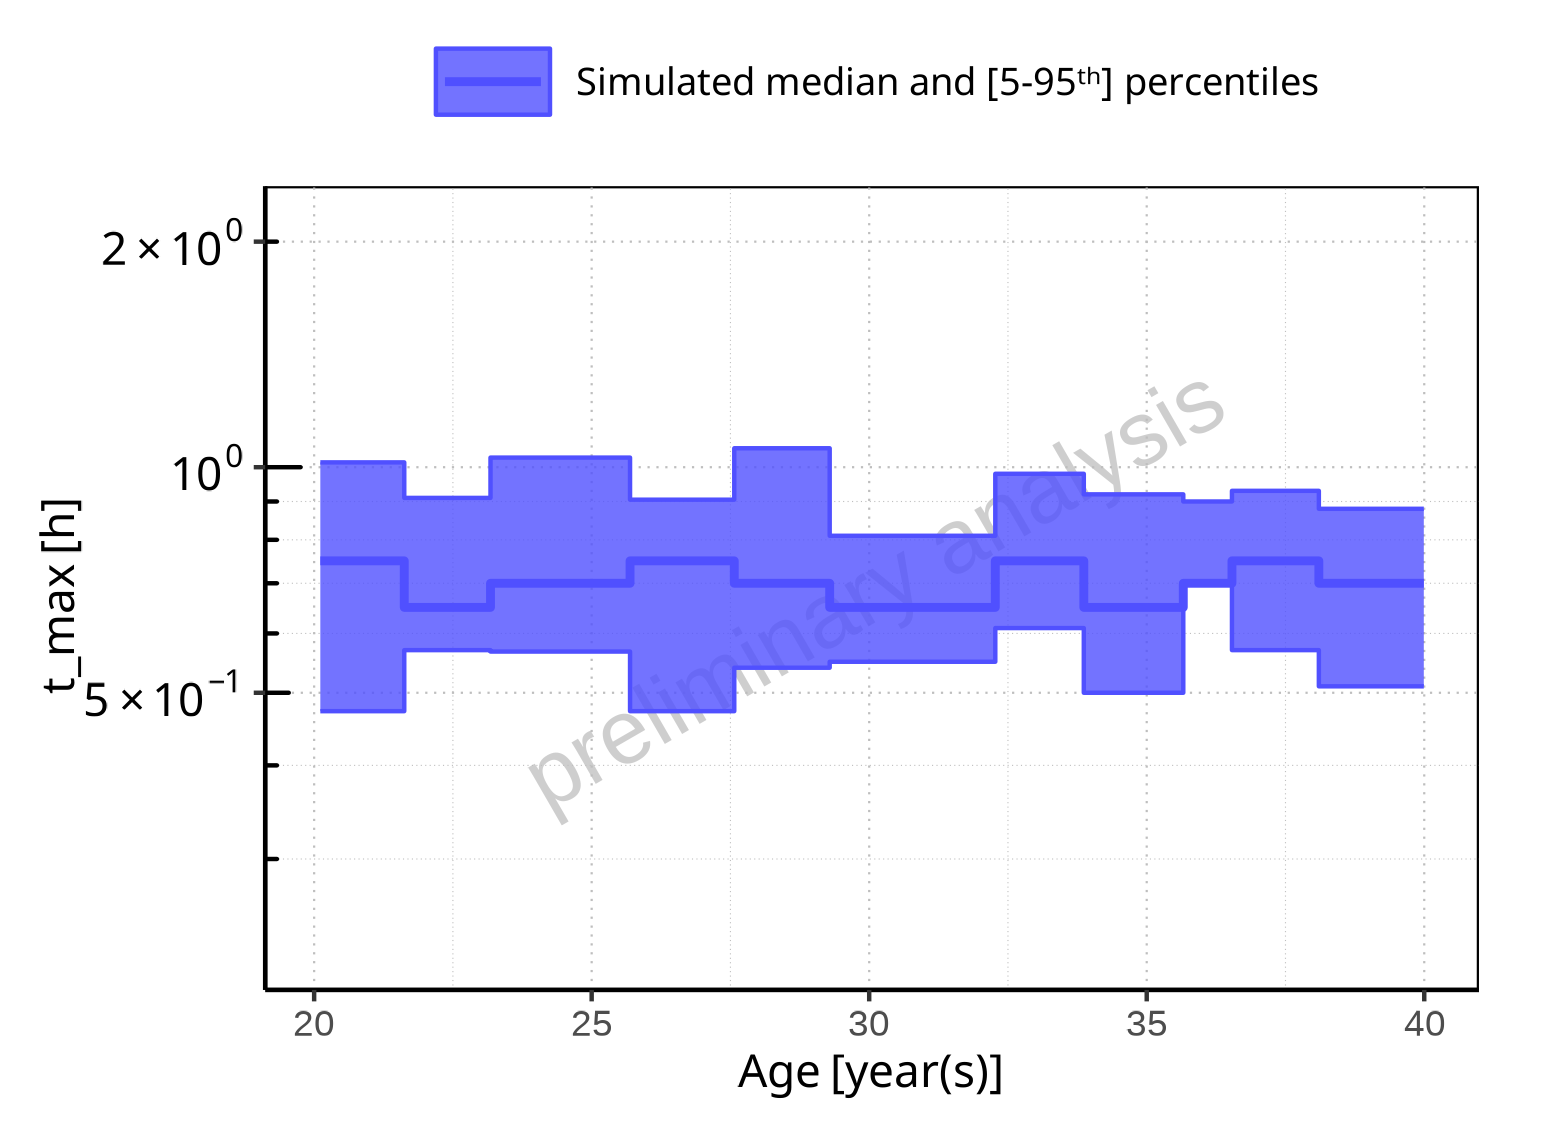 Simulated median and [5-95ᵗʰ] percentiles
2 × 10⁰
10⁰
5 × 10⁻¹
t_max [h]
preliminary analysis
20 25 30 35 40
Age [year(s)]